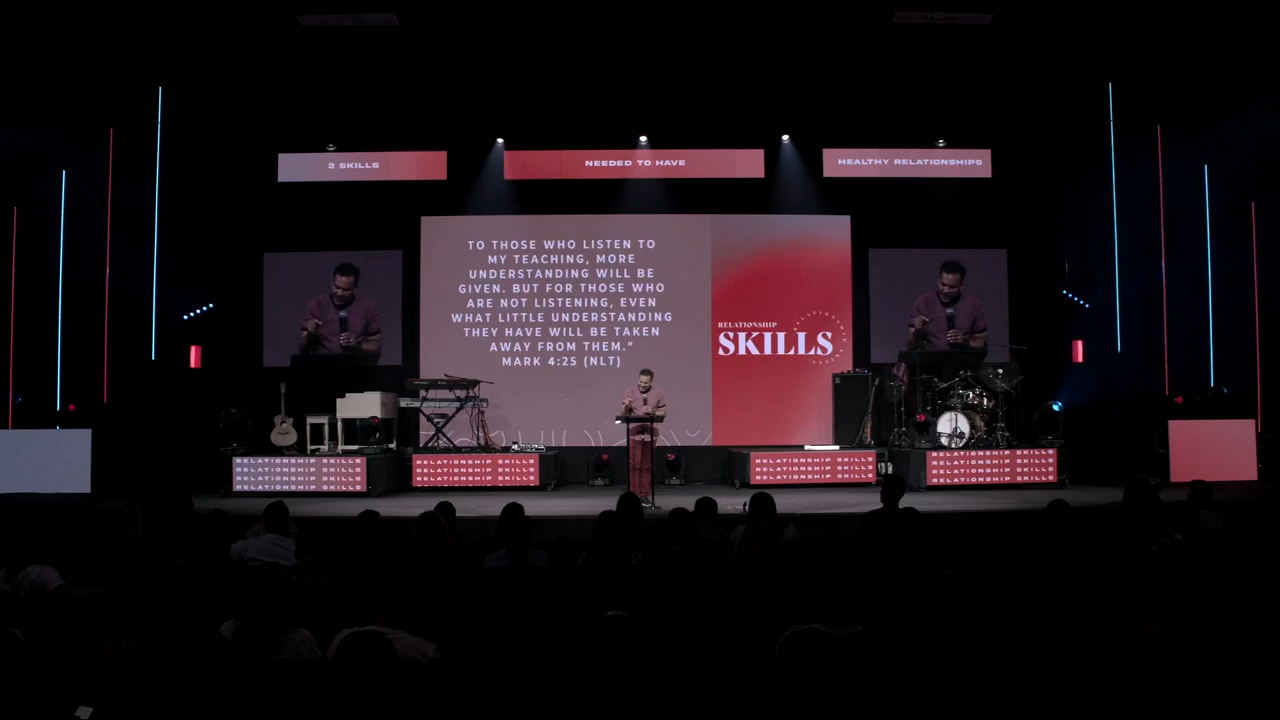 3 SKILLS
NEEDED TO HAVE
HEALTHY RELATIONSHIPS
TO THOSE WHO LISTEN TO
MY TEACHING, MORE
UNDERSTANDING WILL BE
GIVEN. BUT FOR THOSE WHO
ARE NOT LISTENING, EVEN
WHAT LITTLE UNDERSTANDING
THEY HAVE WILL BE TAKEN
AWAY FROM THEM.”
MARK 4:25 (NLT)
RELATIONSHIP
SKILLS
RELATIONSHIP SKILLS
RELATIONSHIP SKILLS
RELATIONSHIP SKILLS
RELATIONSHIP SKILLS
RELATIONSHIP SKILLS
RELATIONSHIP SKILLS
RELATIONSHIP SKILLS
RELATIONSHIP SKILLS
RELATIONSHIP SKILLS
RELATIONSHIP SKILLS
RELATIONSHIP SKILLS
RELATIONSHIP SKILLS